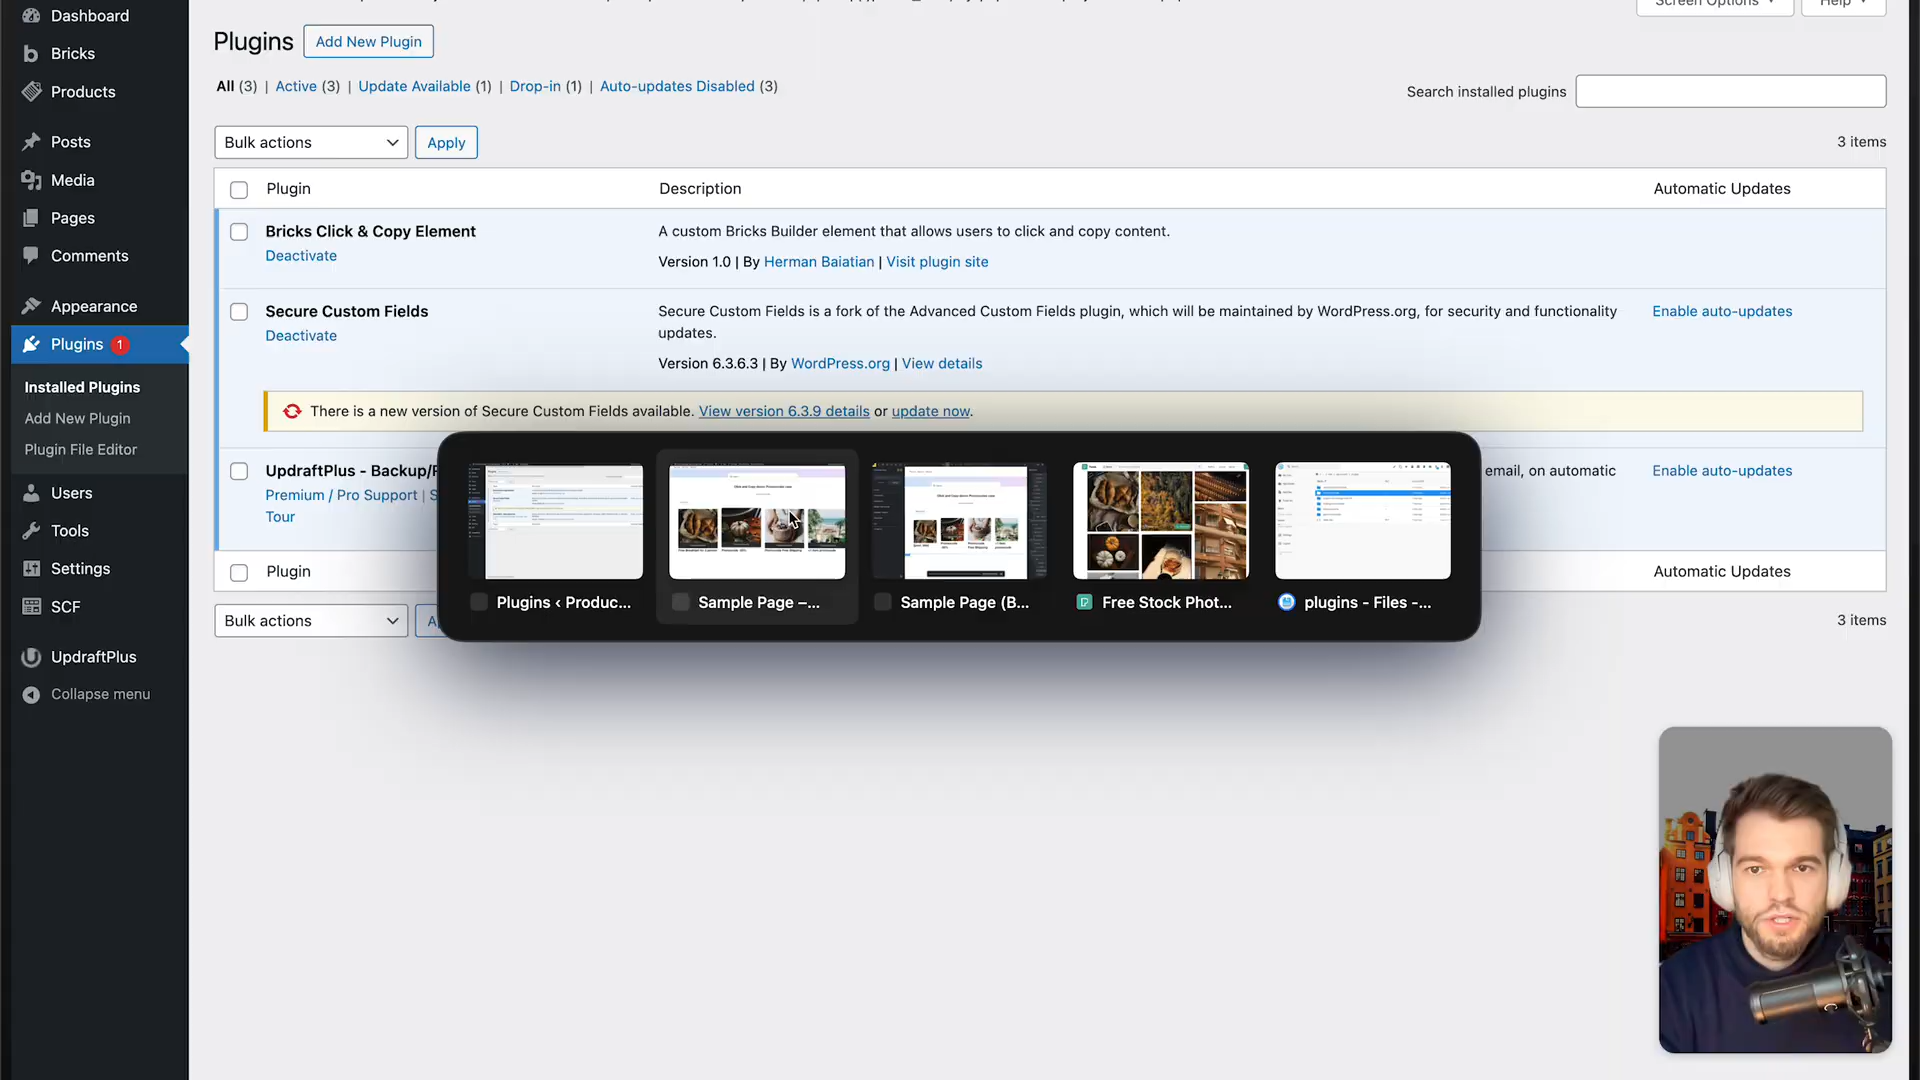 Dashboard
Bricks
Products
Posts
Media
Pages
Comments
Appearance
Plugins 1
Installed Plugins
Add New Plugin
Plugin File Editor
Users
Tools
Settings
SCF
UpdraftPlus
Collapse menu
Screen Options
Help
Plugins
Add New Plugin
All (3) | Active (3) | Update Available (1) | Drop-in (1) | Auto-updates Disabled (3)
Search installed plugins
Bulk actions
Apply
3 items
Plugin
Description
Automatic Updates
Bricks Click & Copy Element
Deactivate
A custom Bricks Builder element that allows users to click and copy content.
Version 1.0 | By Herman Baiatian | Visit plugin site
Secure Custom Fields
Deactivate
Secure Custom Fields is a fork of the Advanced Custom Fields plugin, which will be maintained by WordPress.org, for security and functionality
updates.
Version 6.3.6.3 | By WordPress.org | View details
Enable auto-updates
There is a new version of Secure Custom Fields available. View version 6.3.9 details or update now.
UpdraftPlus - Backup/
Premium / Pro Support |
Tour
email, on automatic
Enable auto-updates
Plugins ‹ Produc...
Sample Page –...
Sample Page (B...
Free Stock Phot...
plugins - Files -...
Plugin
Automatic Updates
Bulk actions
3 items